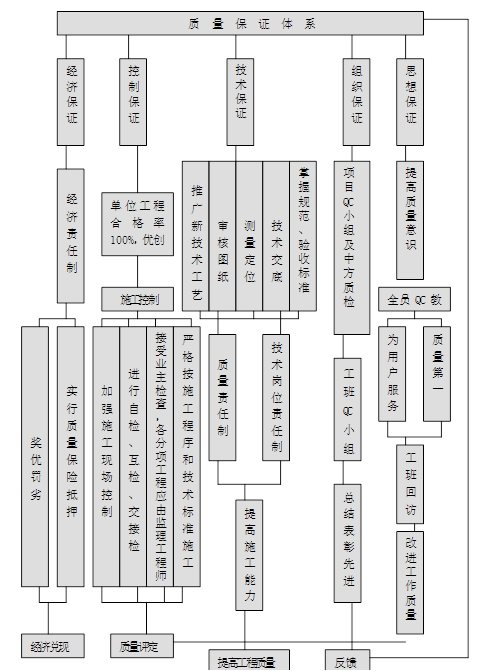 质量保证体系
经济保证
控制保证
技术保证
组织保证
思想保证
经济责任制
单位工程
合格率
100%，优创
推广新技术工艺
审核图纸
测量定位
技术交底
掌握规范、验收标准
项目QC小组及中方质检
提高质量意识
施工控制
全员 QC 教
奖优罚劣
实行质量保险抵押
加强施工现场控制
进行自检、互检、交接检
接受业主检查，各分项工程应由监理工程师
严格按施工程序和技术标准施工
质量责任制
技术岗位责任制
工班QC小组
为用户服务
质量第一
工班回访
提高施工能力
总结表彰先进
改进工作质量
经济兑现
质量评定
提高工程质量
反馈